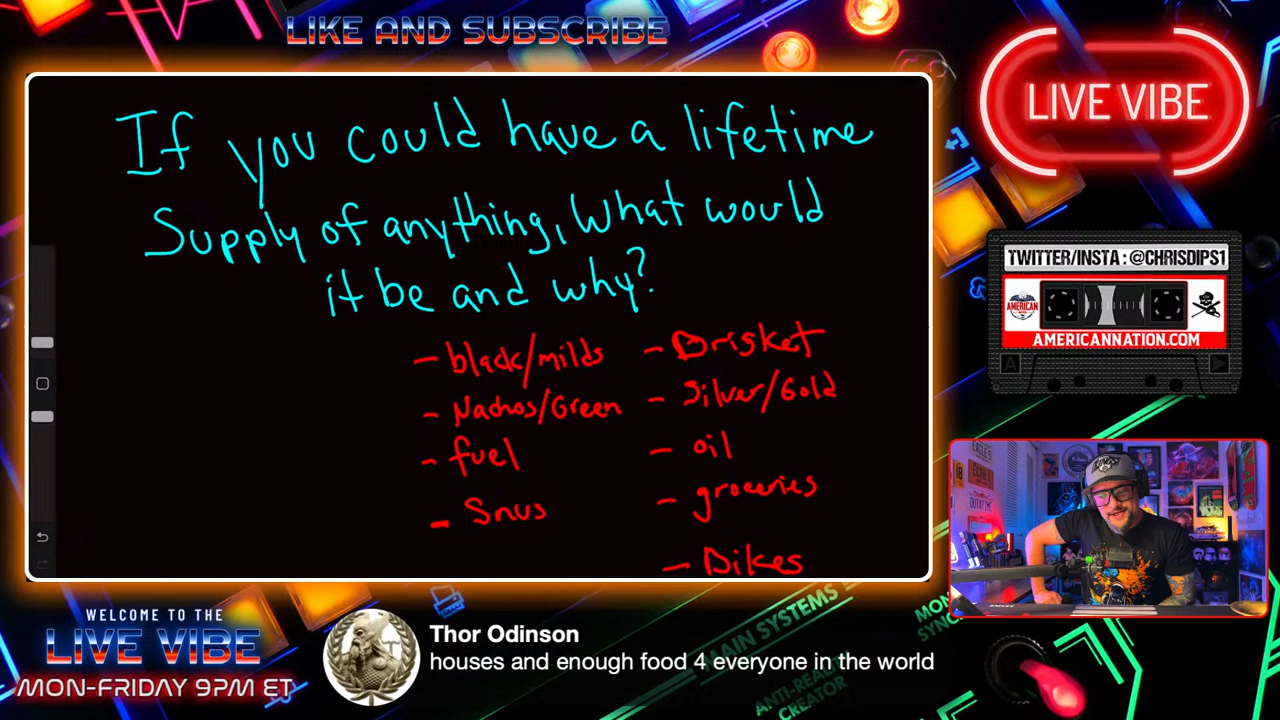 LIKE AND SUBSCRIBE
LIVE VIBE
If you could have a lifetime
Supply of anything, What would
it be and why?
- black/milds
- Brisket
- Nachos/Green
- Silver/Gold
- fuel
- oil
- Snus
- groceries
- Bikes
TWITTER/INSTA : @CHRISDIPS1
AMERICAN
AMERICANNATION.COM
A
WELCOME TO THE
LIVE VIBE
MON-FRIDAY 9PM ET
Thor Odinson
houses and enough food 4 everyone in the world
MAIN SYSTEMS
CREATOR